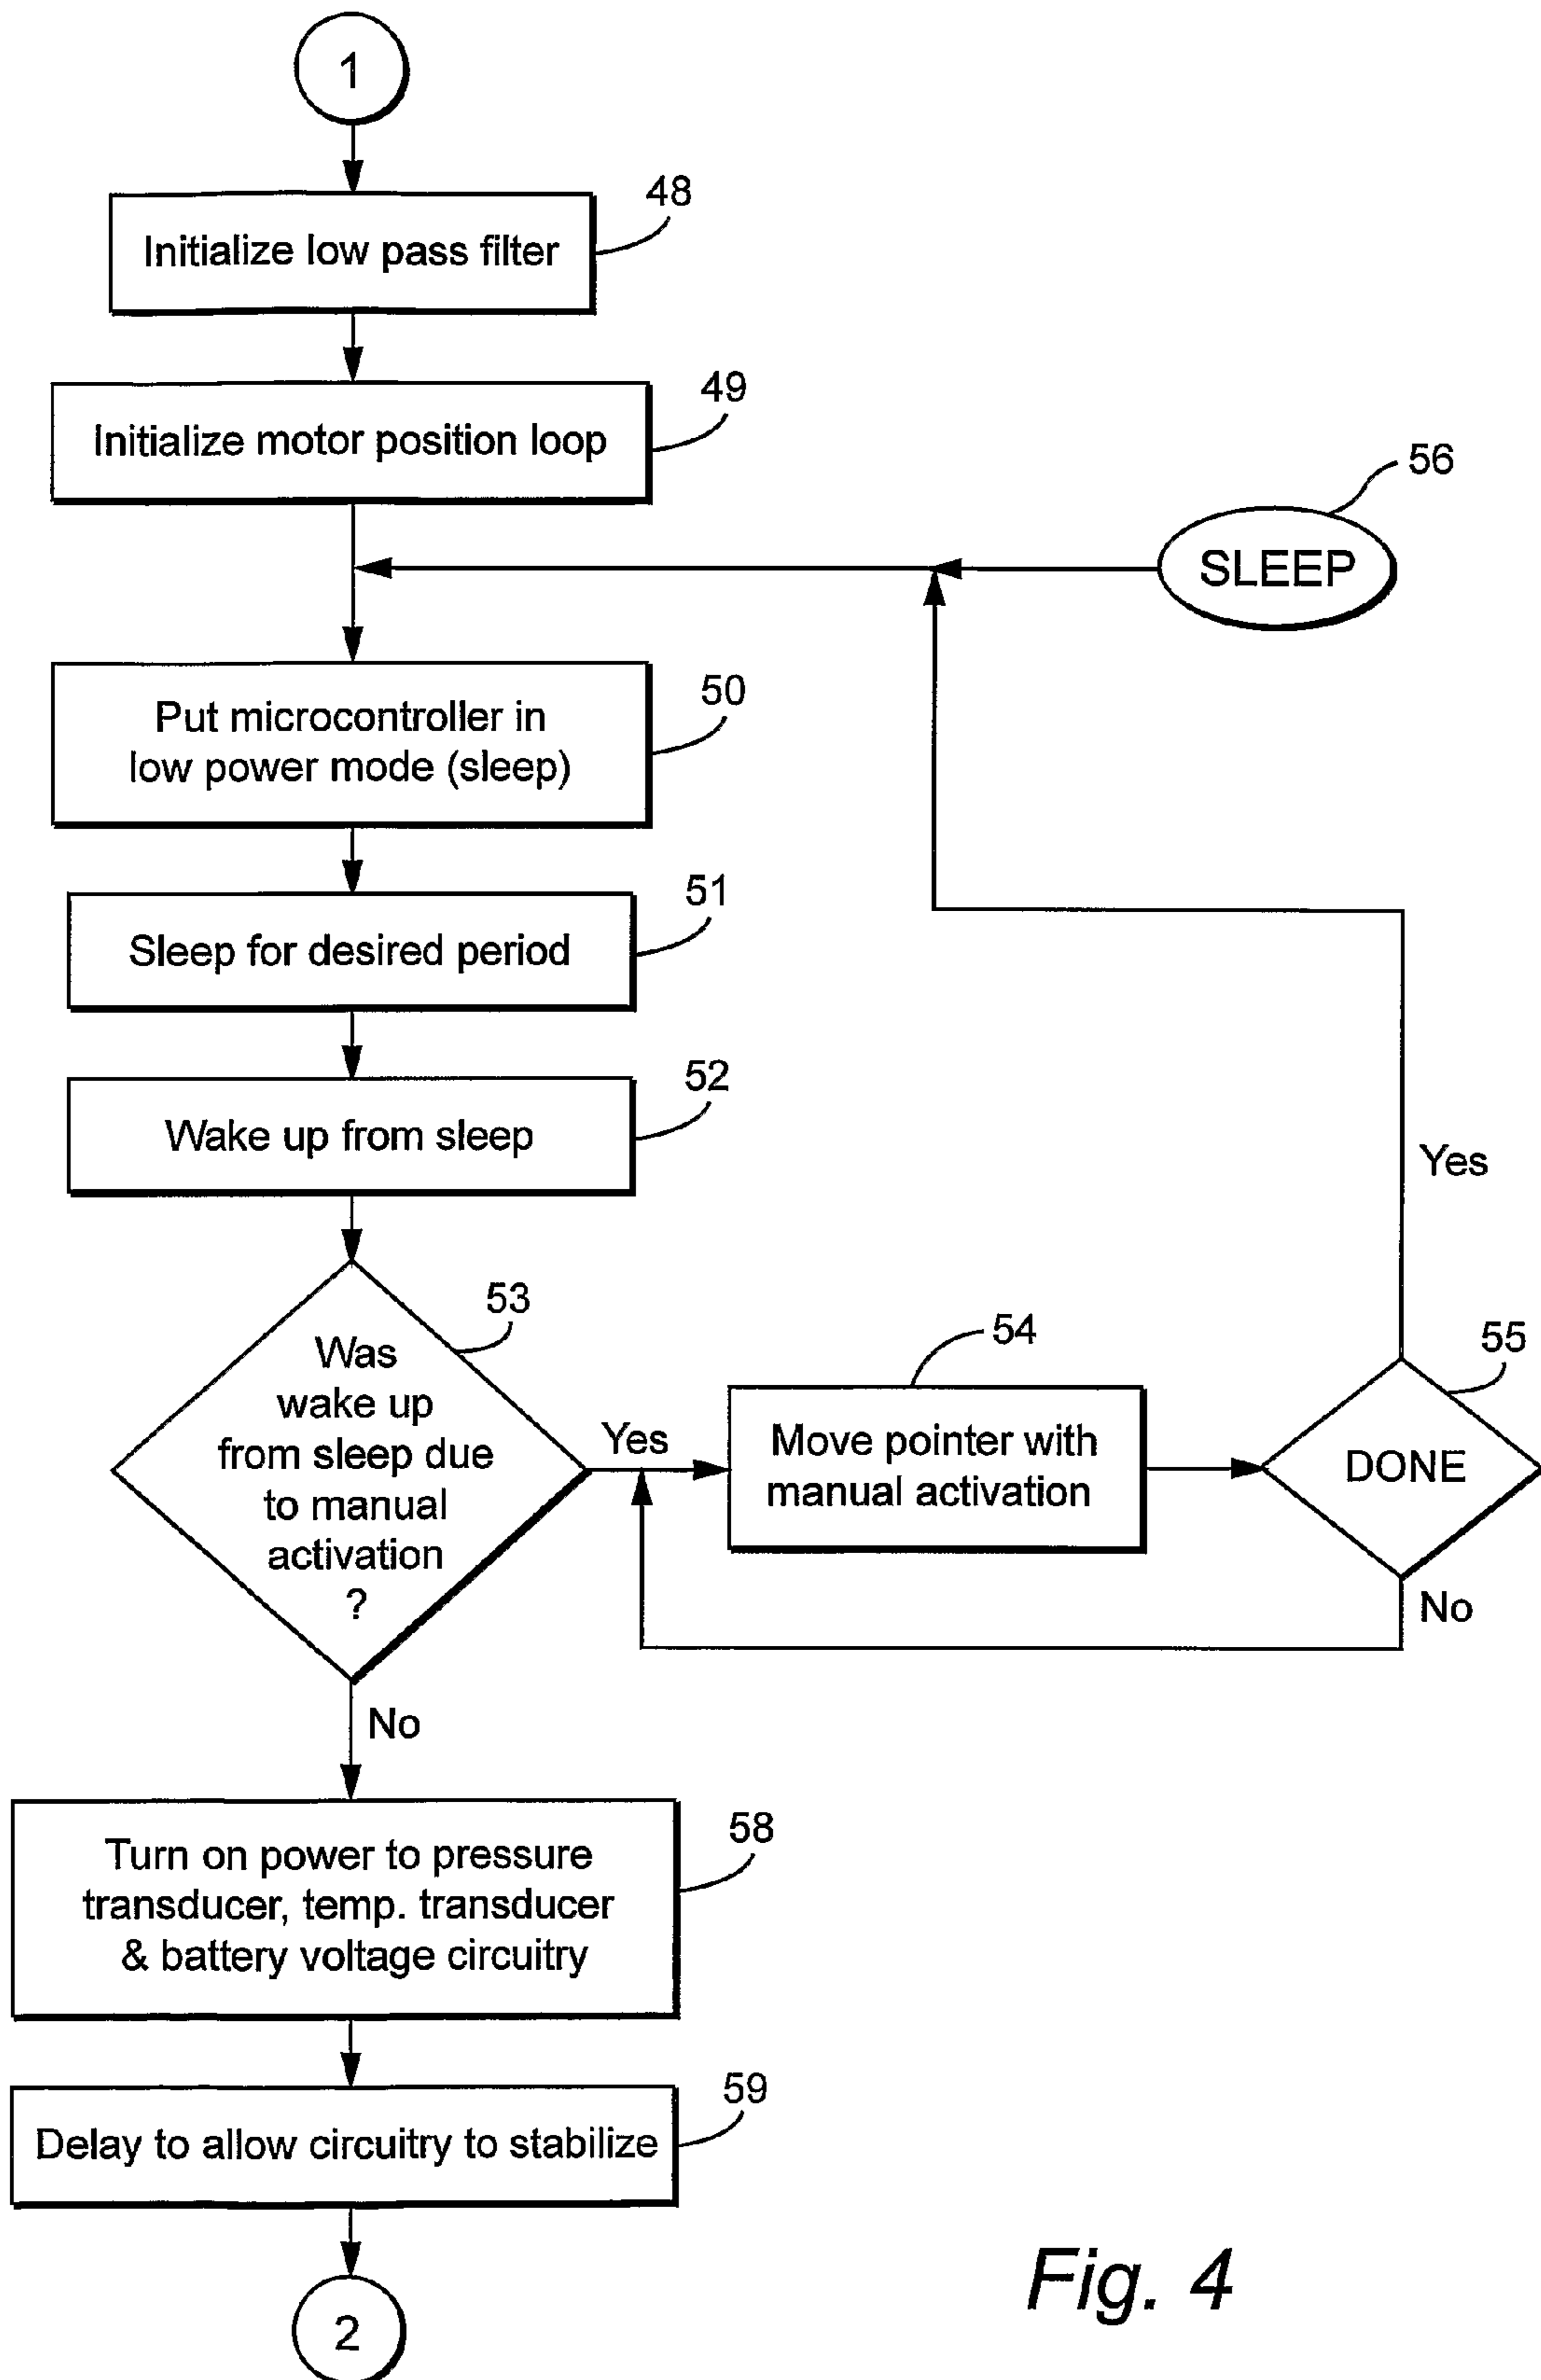 1
48
Initialize low pass filter
49
Initialize motor position loop
56
SLEEP
50
Put microcontroller in
low power mode (sleep)
51
Sleep for desired period
52
Wake up from sleep
Yes
53
Was
wake up
from sleep due
to manual
activation
?
Yes
54
Move pointer with
manual activation
55
DONE
No
No
58
Turn on power to pressure
transducer, temp. transducer
& battery voltage circuitry
59
Delay to allow circuitry to stabilize
2
Fig. 4